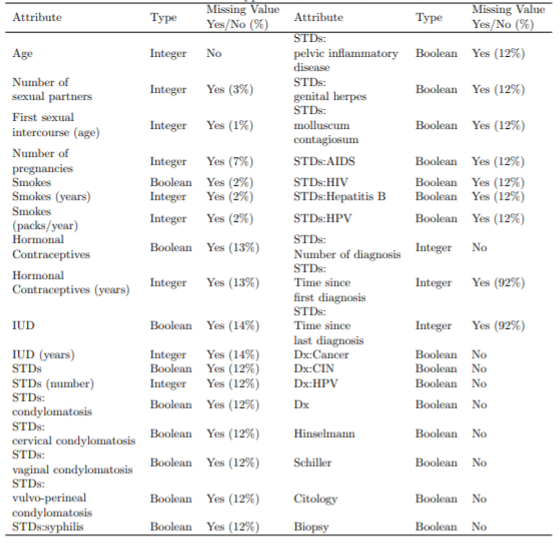 Attribute Type Missing Value Yes/No (%) Attribute Type Missing Value Yes/No (%)
Age Integer No STDs: pelvic inflammatory disease Boolean Yes (12%)
Number of sexual partners Integer Yes (3%) STDs: genital herpes Boolean Yes (12%)
First sexual intercourse (age) Integer Yes (1%) STDs: molluscum contagiosum Boolean Yes (12%)
Number of pregnancies Integer Yes (7%) STDs:AIDS Boolean Yes (12%)
Smokes Boolean Yes (2%) STDs:HIV Boolean Yes (12%)
Smokes (years) Integer Yes (2%) STDs:Hepatitis B Boolean Yes (12%)
Smokes (packs/year) Integer Yes (2%) STDs:HPV Boolean Yes (12%)
Hormonal Contraceptives Boolean Yes (13%) STDs: Number of diagnosis Integer No
Hormonal Contraceptives (years) Integer Yes (13%) STDs: Time since first diagnosis Integer Yes (92%)
IUD Boolean Yes (14%) STDs: Time since last diagnosis Integer Yes (92%)
IUD (years) Integer Yes (14%) Dx:Cancer Boolean No
STDs Boolean Yes (12%) Dx:CIN Boolean No
STDs (number) Integer Yes (12%) Dx:HPV Boolean No
STDs: condylomatosis Boolean Yes (12%) Dx Boolean No
STDs: cervical condylomatosis Boolean Yes (12%) Hinselmann Boolean No
STDs: vaginal condylomatosis Boolean Yes (12%) Schiller Boolean No
STDs: vulvo-perineal condylomatosis Boolean Yes (12%) Citology Boolean No
STDs:syphilis Boolean Yes (12%) Biopsy Boolean No